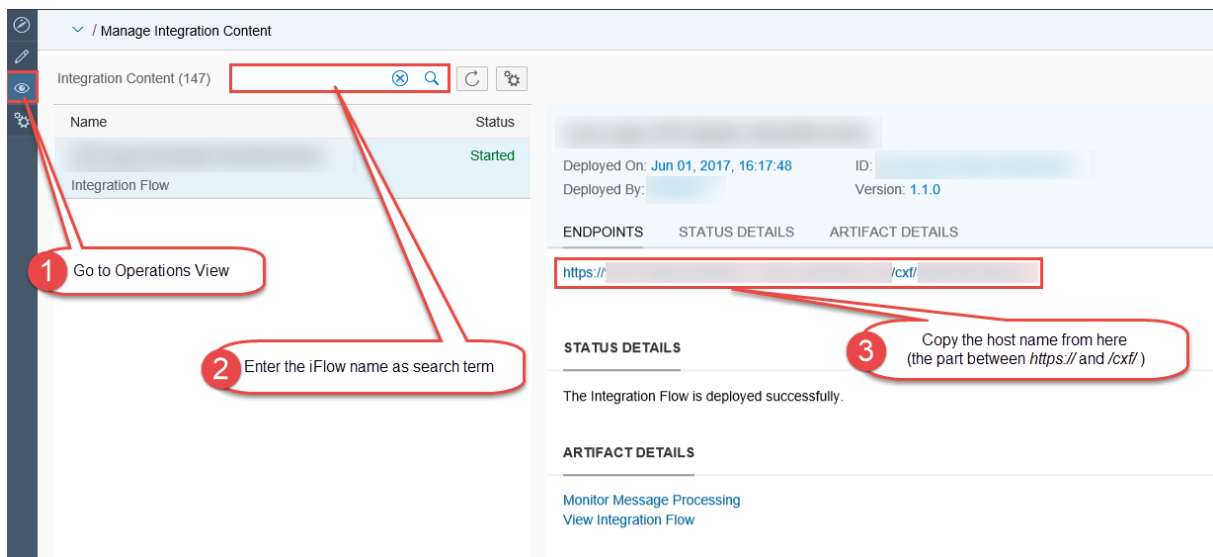 / Manage Integration Content
Integration Content (147)
Name Status
Started
Integration Flow
Deployed On: Jun 01, 2017, 16:17:48 ID:
Deployed By: Version: 1.1.0
ENDPOINTS STATUS DETAILS ARTIFACT DETAILS
https:// /cxf/
1 Go to Operations View
2 Enter the iFlow name as search term
3 Copy the host name from here
(the part between https:// and /cxf/ )
STATUS DETAILS
The Integration Flow is deployed successfully.
ARTIFACT DETAILS
Monitor Message Processing
View Integration Flow